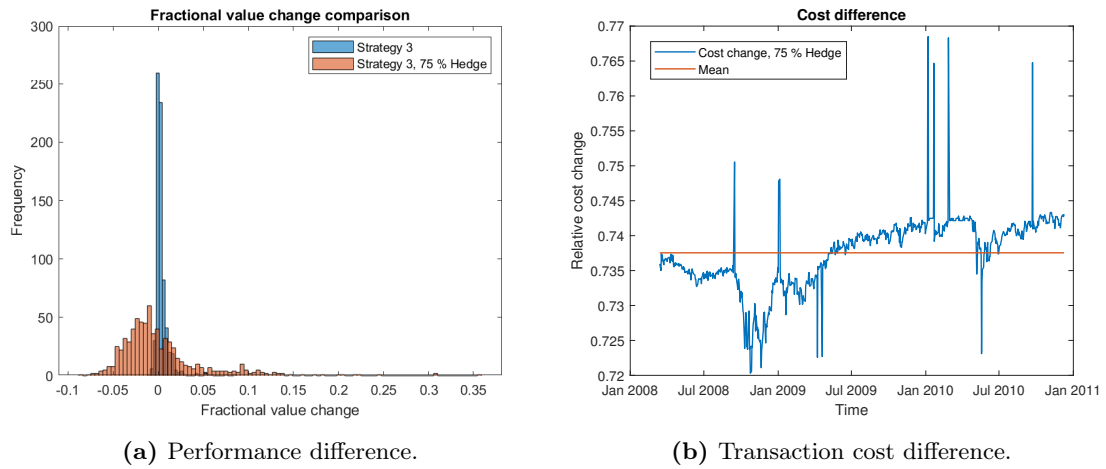 Fractional value change comparison
300
250
200
150
100
50
0
Frequency
-0.1
-0.05
0
0.05
0.1
0.15
0.2
0.25
0.3
0.35
Fractional value change
Strategy 3
Strategy 3, 75 % Hedge
(a) Performance difference.
Cost difference
0.77
0.765
0.76
0.755
0.75
0.745
0.74
0.735
0.73
0.725
0.72
Relative cost change
Jan 2008
Jul 2008
Jan 2009
Jul 2009
Jan 2010
Jul 2010
Jan 2011
Time
Cost change, 75 % Hedge
Mean
(b) Transaction cost difference.